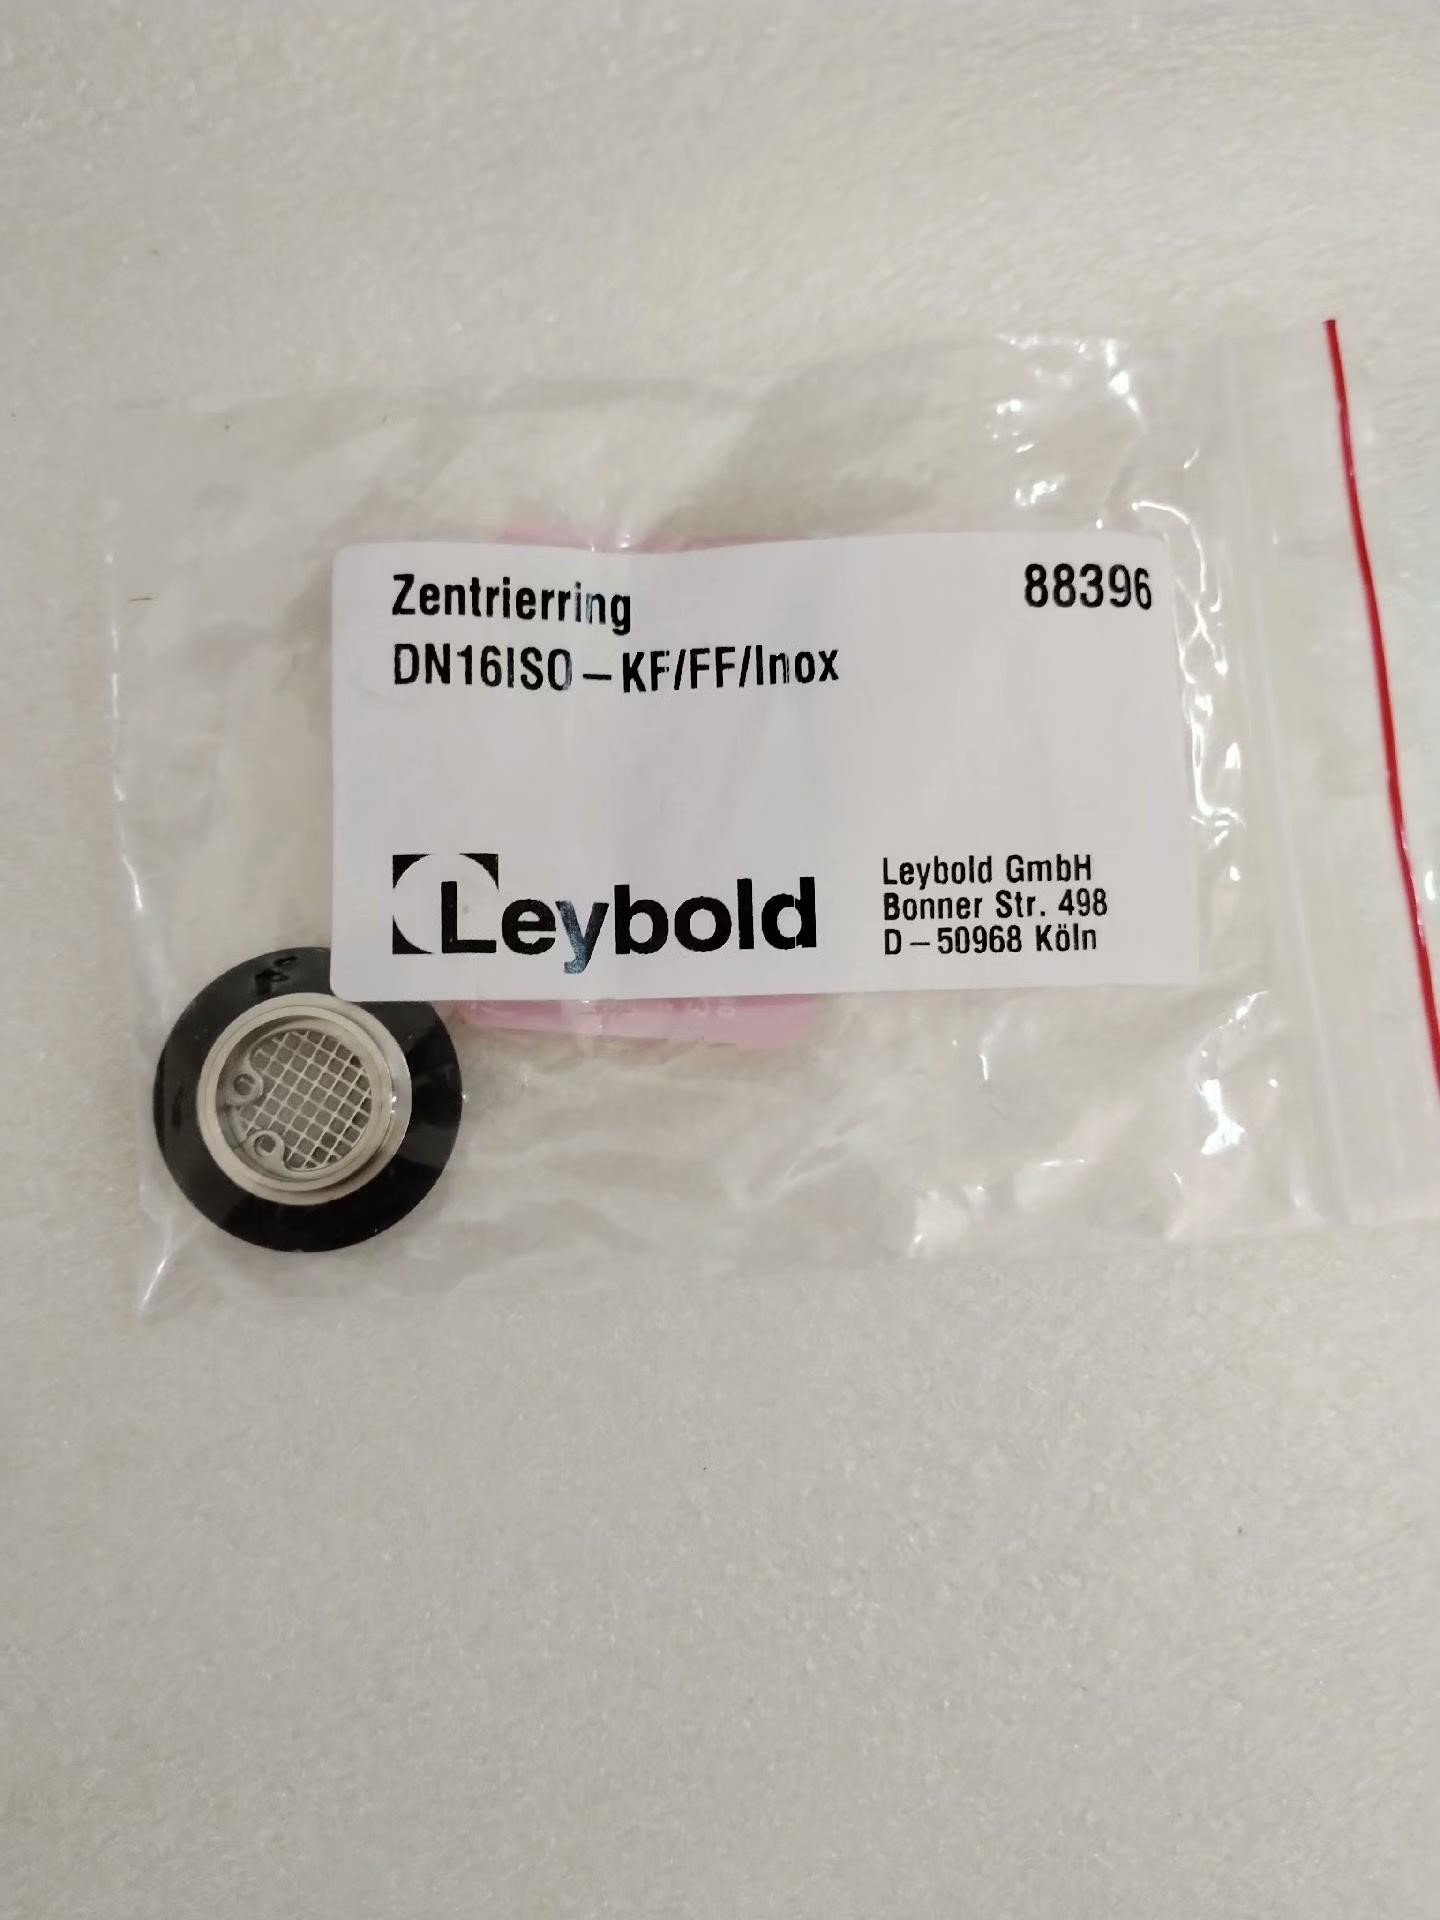 Zentrierring
88396
DN16ISO-KF/FF/Inox
Leybold
Leybold GmbH
Bonner Str. 498
D-50968 Köln